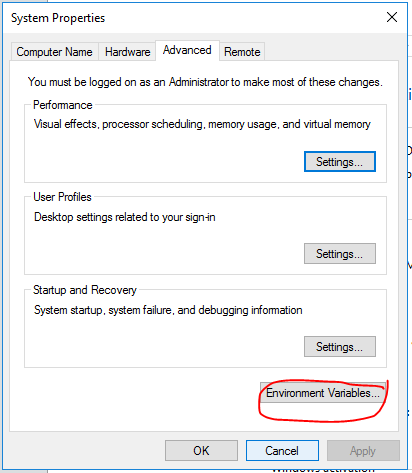 System Properties
Computer Name Hardware Advanced Remote
You must be logged on as an Administrator to make most of these changes.
Performance
Visual effects, processor scheduling, memory usage, and virtual memory
Settings...
User Profiles
Desktop settings related to your sign-in
Settings...
Startup and Recovery
System startup, system failure, and debugging information
Settings...
Environment Variables...
OK Cancel Apply
Windows activation